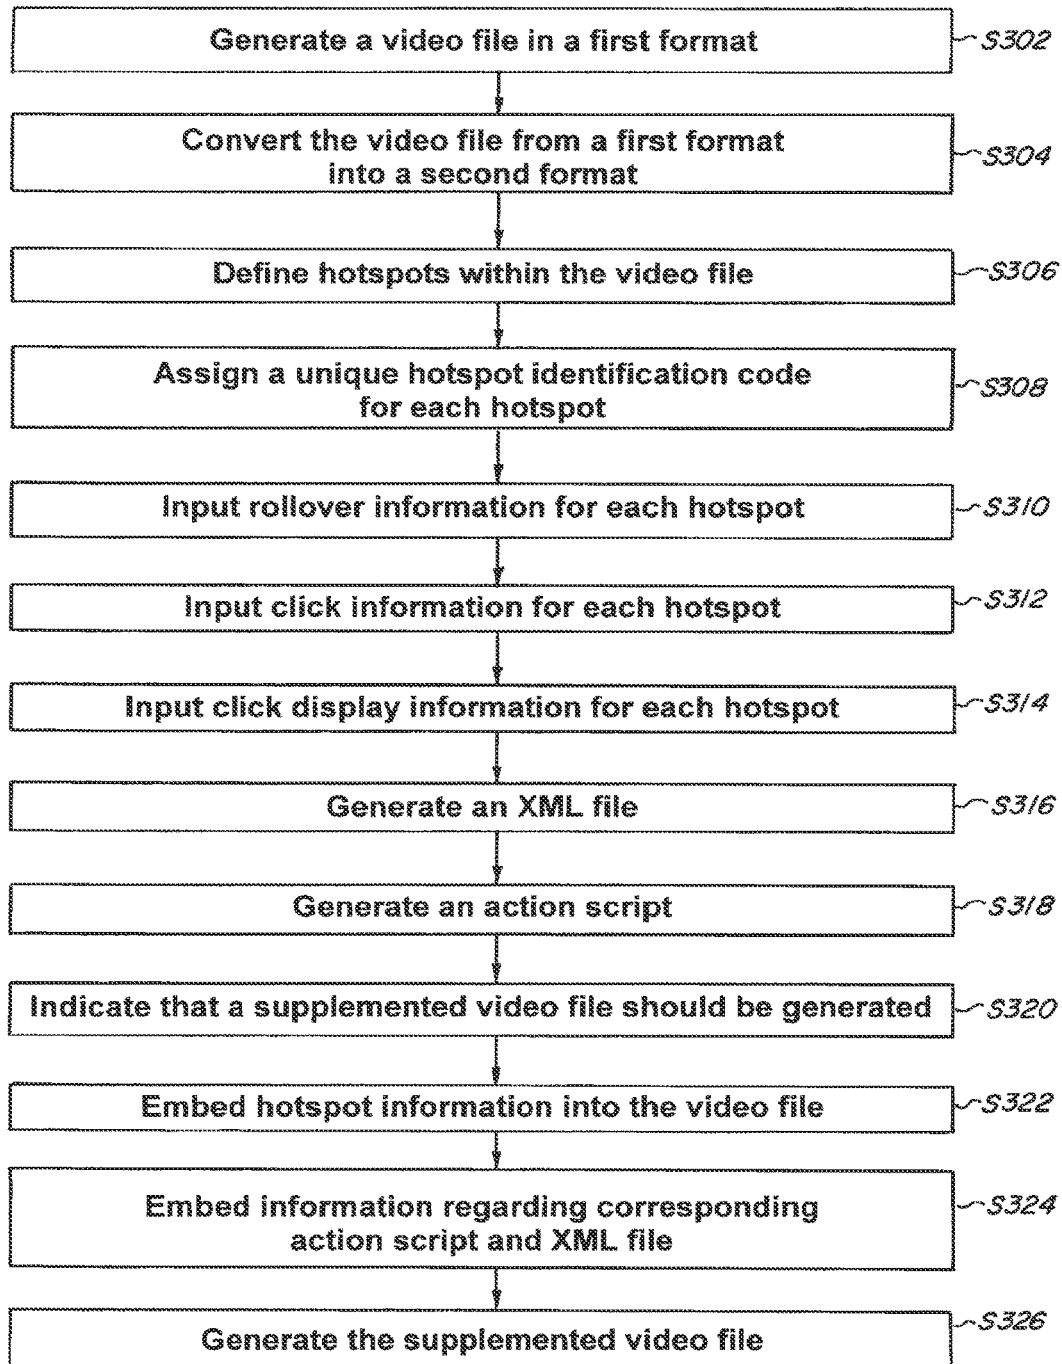 Generate a video file in a first format
S302
Convert the video file from a first format
into a second format
S304
Define hotspots within the video file
S306
Assign a unique hotspot identification code
for each hotspot
S308
Input rollover information for each hotspot
S310
Input click information for each hotspot
S312
Input click display information for each hotspot
S314
Generate an XML file
S316
Generate an action script
S318
Indicate that a supplemented video file should be generated
S320
Embed hotspot information into the video file
S322
Embed information regarding corresponding
action script and XML file
S324
Generate the supplemented video file
S326